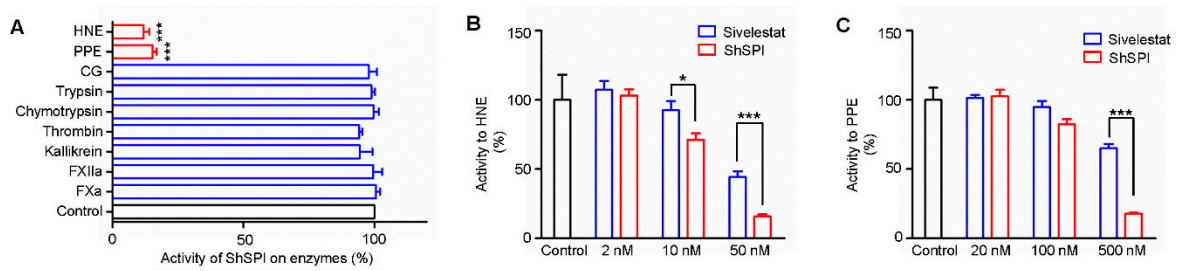 A
HNE
PPE
CG
Trypsin
Chymotrypsin
Thrombin
Kallikrein
FXIIa
FXa
Control
***
***
0
50
100
Activity of ShSPI on enzymes (%)
B
Activity to HNE
(%)
150
100
50
0
Sivelestat
ShSPI
*
***
Control
2 nM
10 nM
50 nM
C
Activity to PPE
(%)
150
100
50
0
Sivelestat
ShSPI
***
Control
20 nM
100 nM
500 nM